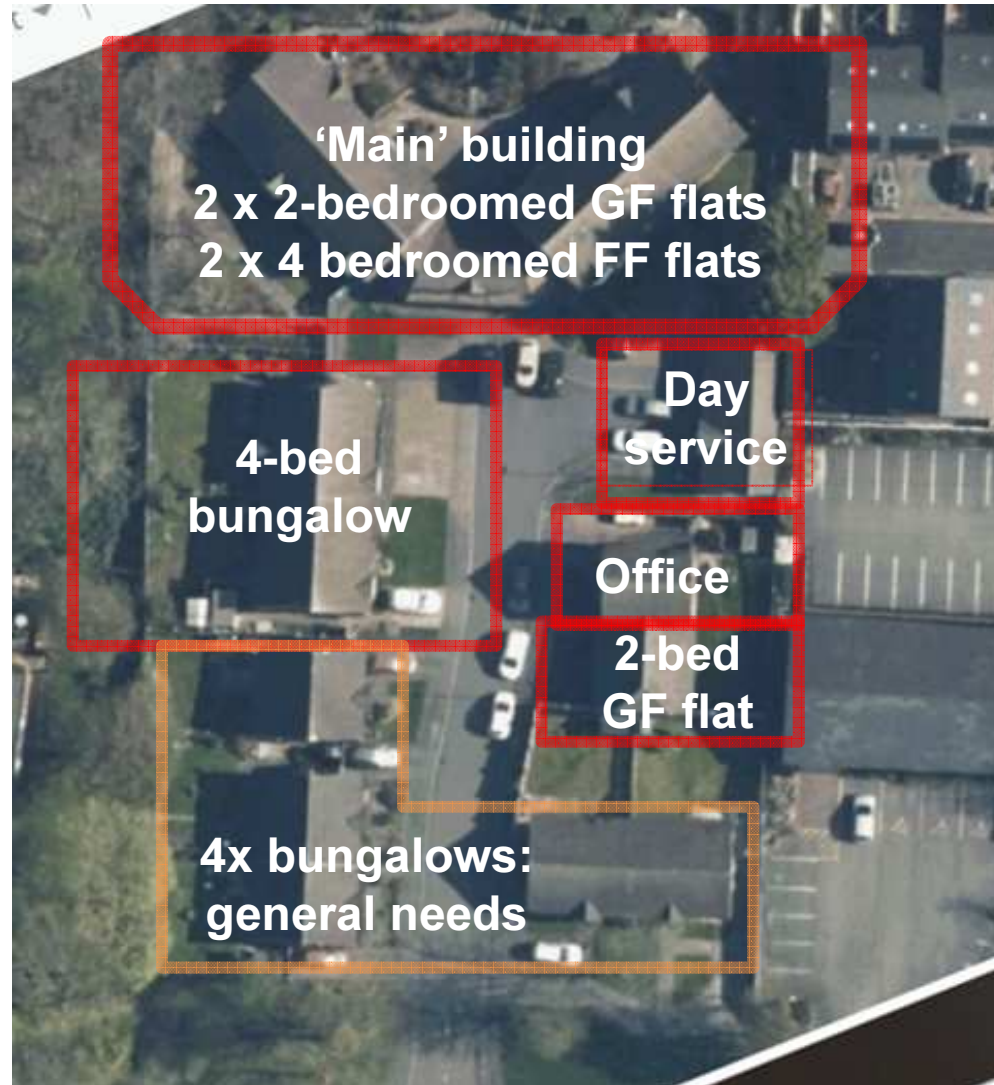 ‘Main’ building
2 x 2-bedroomed GF flats
2 x 4 bedroomed FF flats
Day
service
4-bed
bungalow
Office
2-bed
GF flat
4x bungalows:
general needs